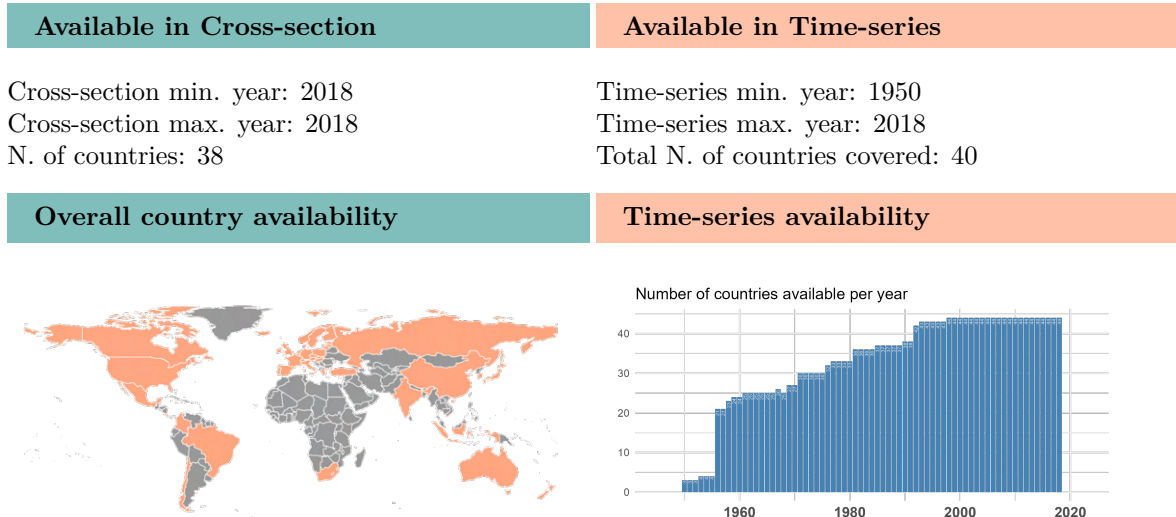 Available in Cross-section
Available in Time-series
Cross-section min. year: 2018
Cross-section max. year: 2018
N. of countries: 38
Time-series min. year: 1950
Time-series max. year: 2018
Total N. of countries covered: 40
Overall country availability
Time-series availability
Number of countries available per year
40
30
20
10
0
1960 1980 2000 2020